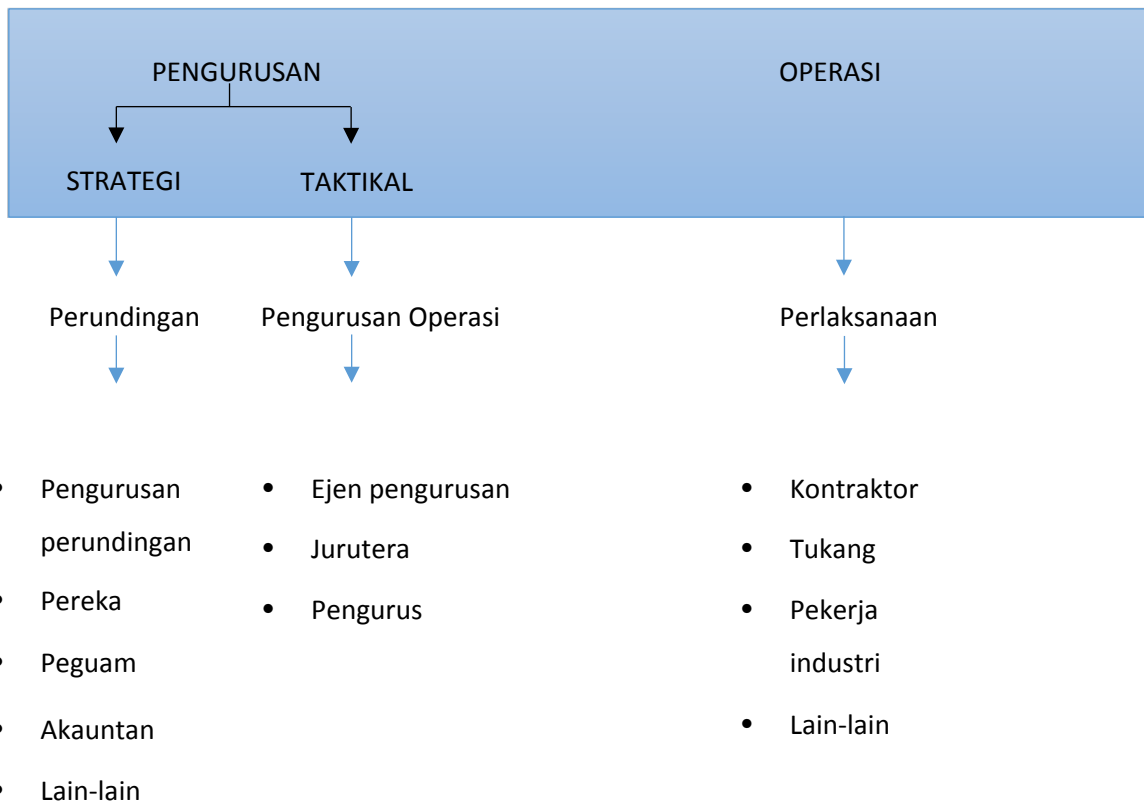 PENGURUSAN
OPERASI
STRATEGI
TAKTIKAL
Perundingan
Pengurusan Operasi
Perlaksanaan
• Pengurusan
perundingan
• Pereka
• Peguam
• Akauntan
• Lain-lain
• Ejen pengurusan
• Jurutera
• Pengurus
• Kontraktor
• Tukang
• Pekerja
industri
• Lain-lain